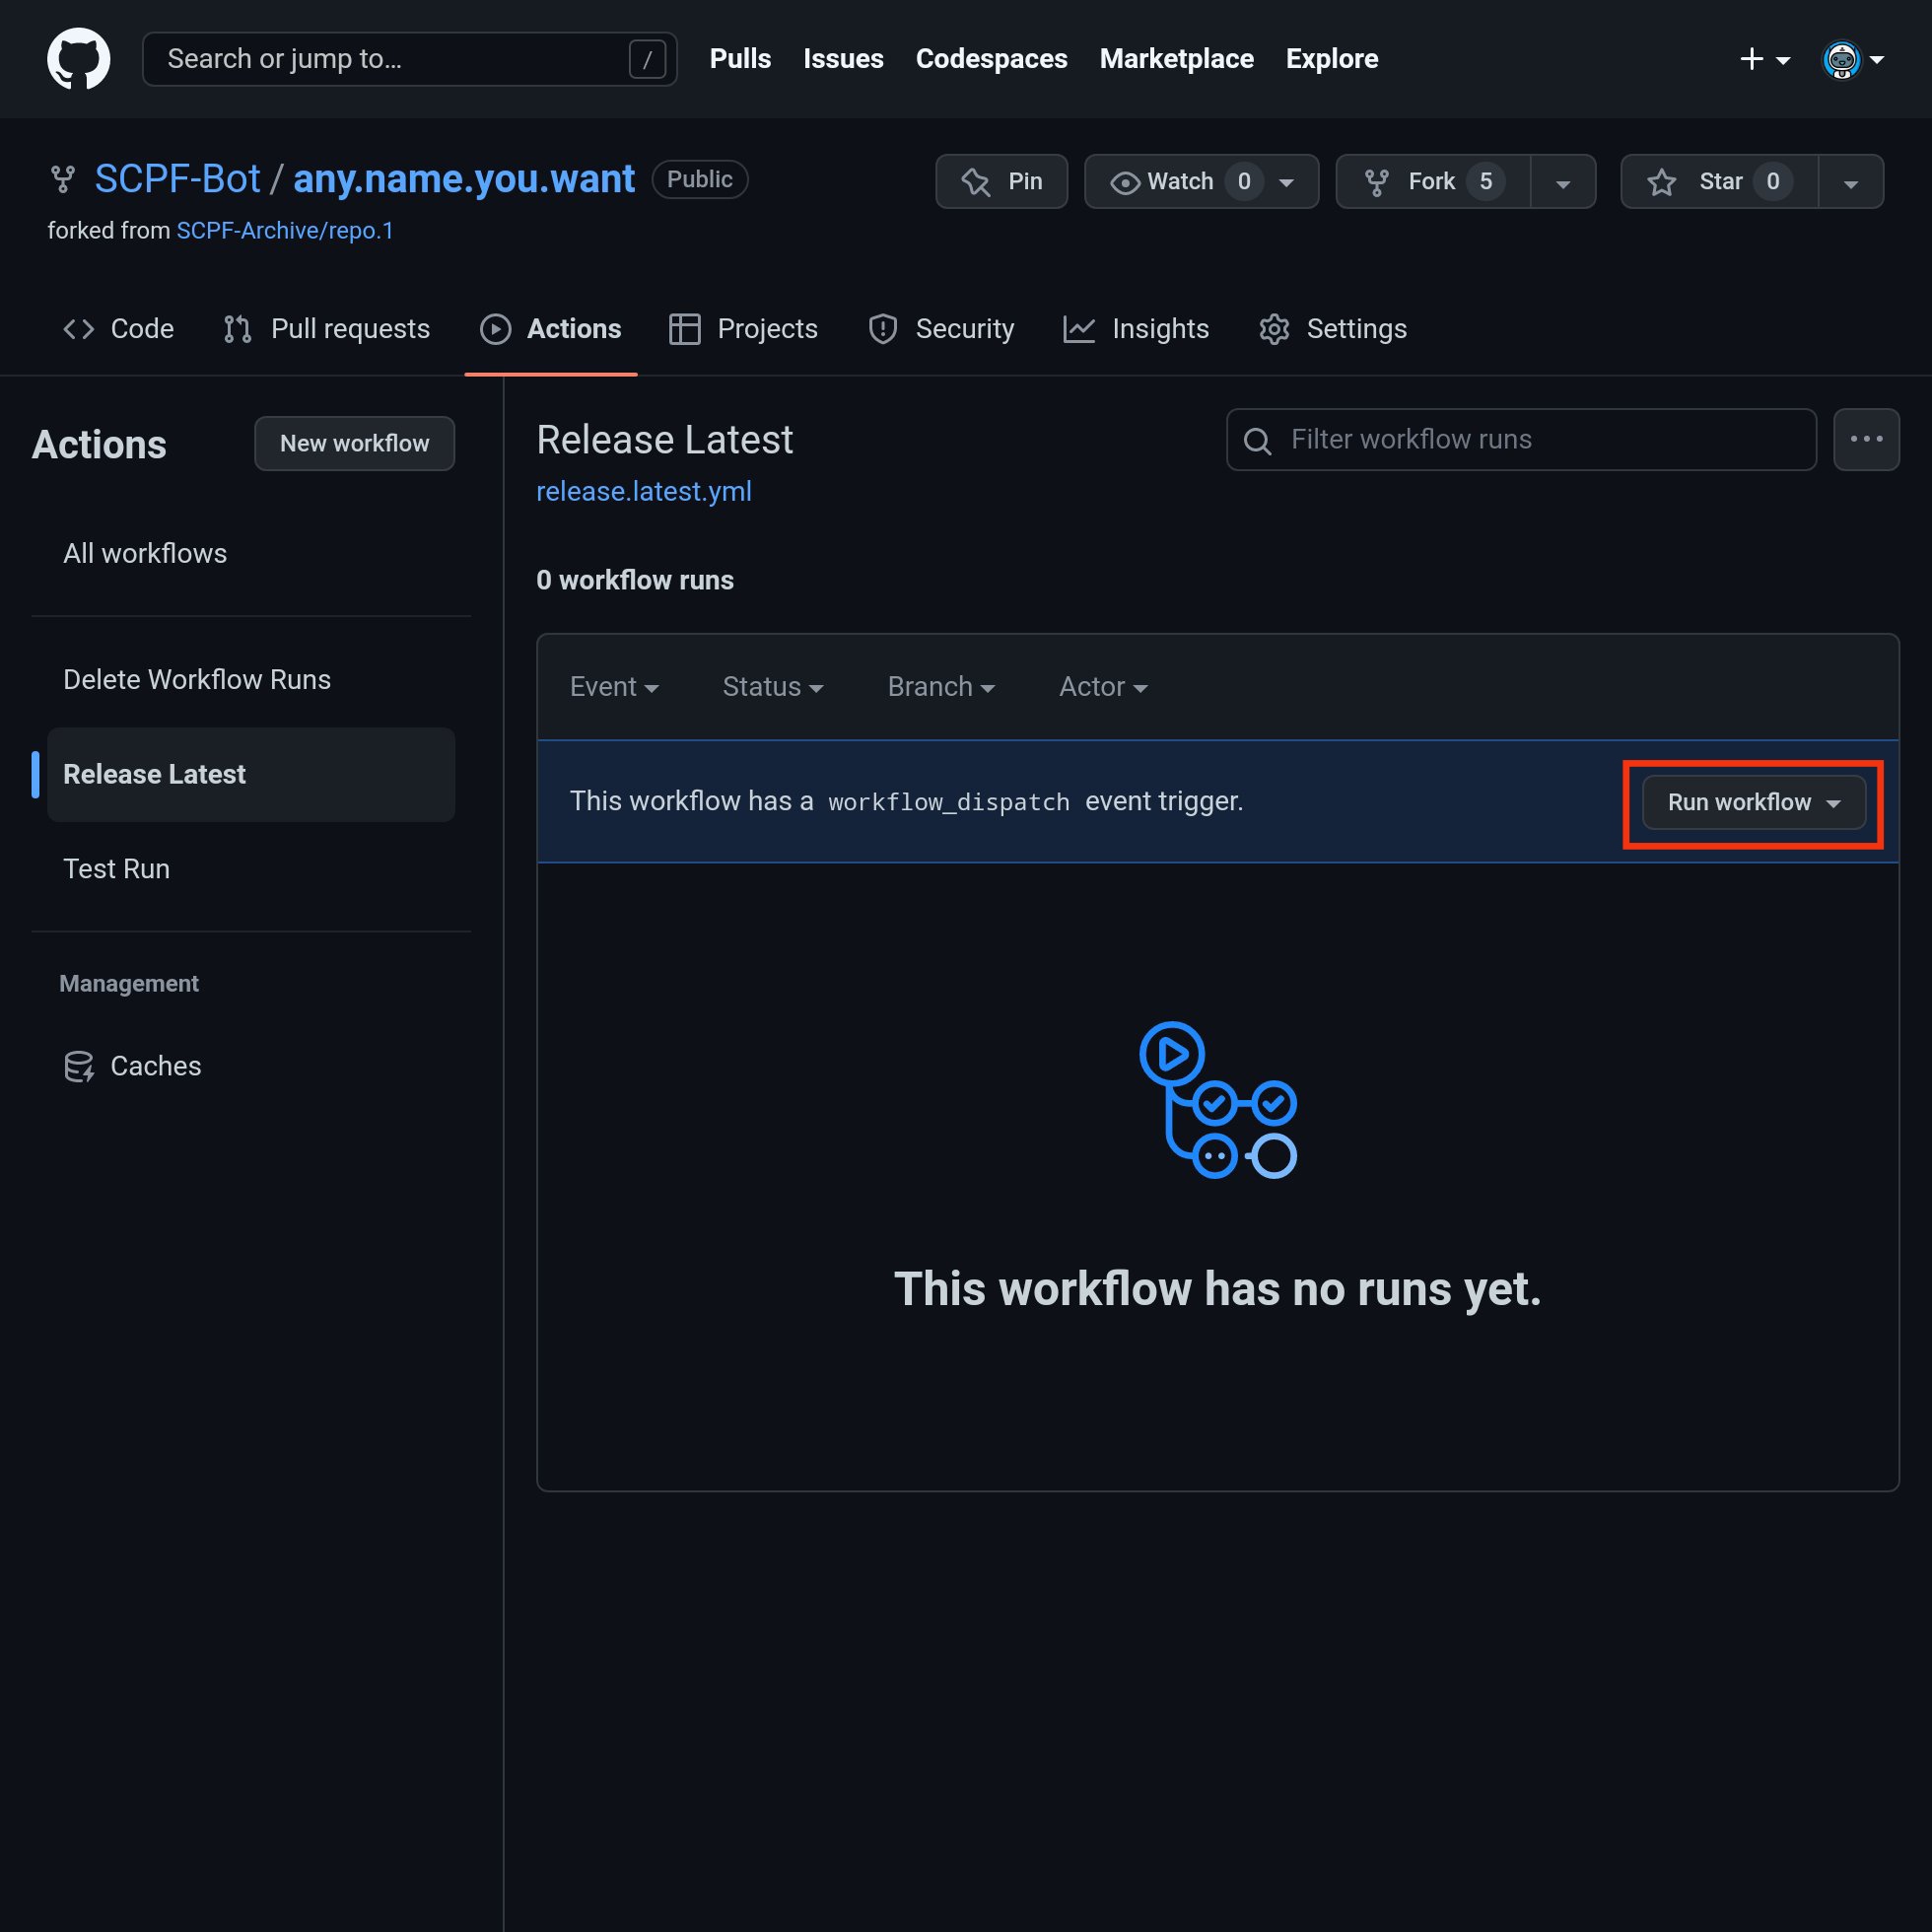 Search or jump to... / Pulls Issues Codespaces Marketplace Explore
SCPF-Bot / any.name.you.want Public Pin Watch 0 Fork 5 Star 0
forked from SCPF-Archive/repo.1
Code Pull requests Actions Projects Security Insights Settings
Actions New workflow
All workflows
Delete Workflow Runs
Release Latest
Test Run
Management
Caches
Release Latest Filter workflow runs
release.latest.yml
0 workflow runs
Event Status Branch Actor
This workflow has a workflow_dispatch event trigger. Run workflow
This workflow has no runs yet.